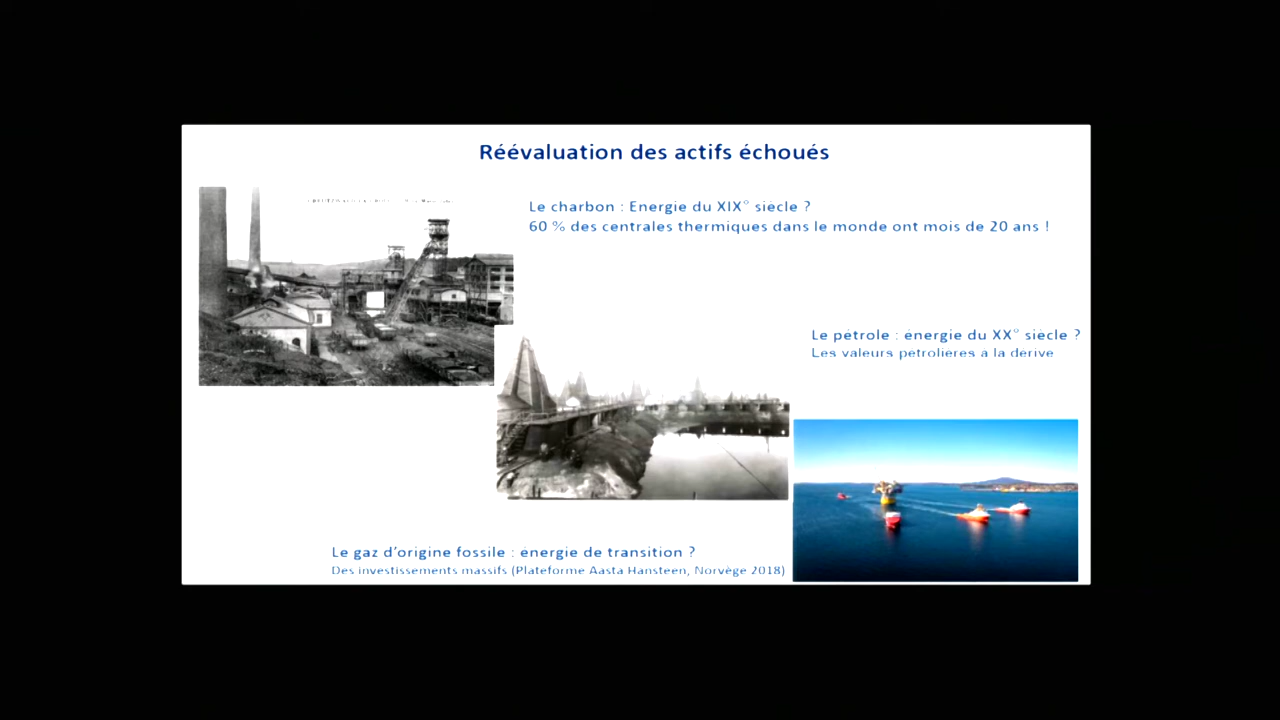 Réévaluation des actifs échoués
Le charbon : Energie du XIX° siecle ?
60 % des centrales thermiques dans le monde ont mois de 20 ans !
Le pétrole : énergie du XX° siècle ?
Les valeurs petrolières a la derive
Le gaz d'origine fossile : energie de transition ?
Des investissements massifs (Plateforme Aasta Hansteen, Norvège 2018)